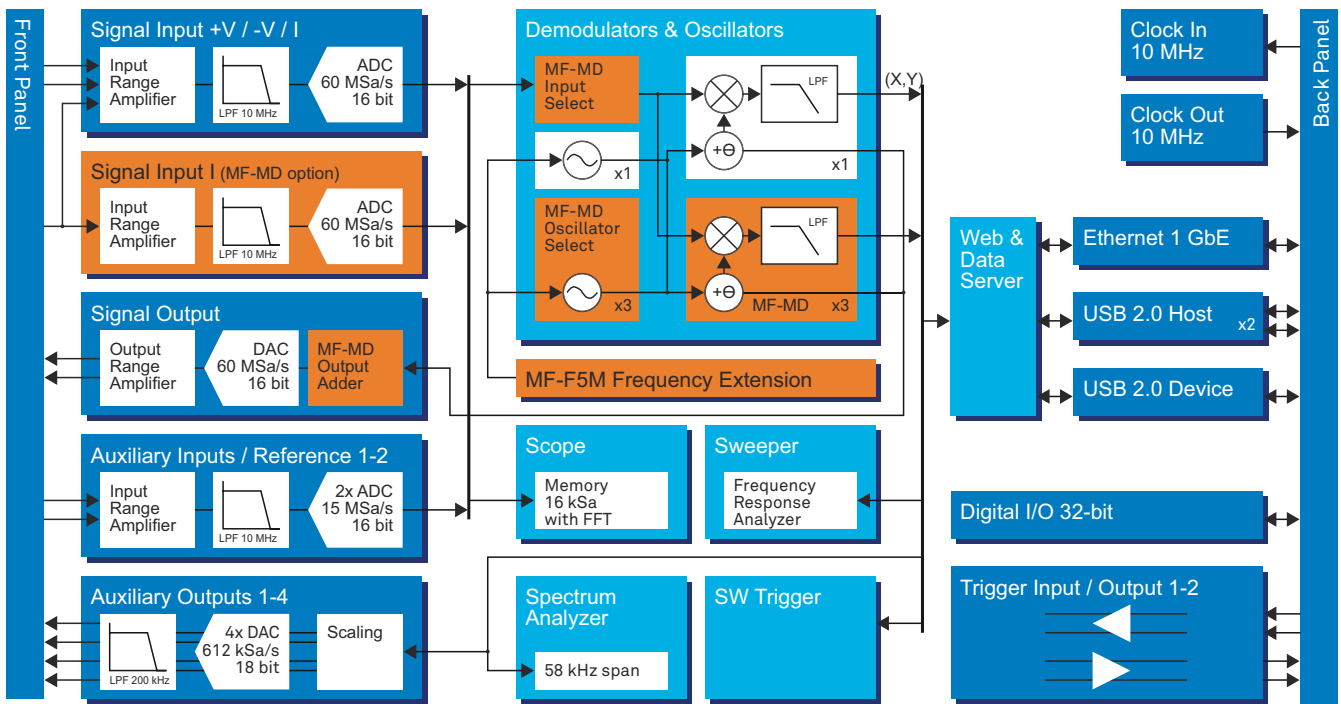 Front Panel
Signal Input +V / -V / I
Input
Range
Amplifier
LPF 10 MHz
ADC
60 MSa/s
16 bit
Signal Input I (MF-MD option)
Input
Range
Amplifier
LPF 10 MHz
ADC
60 MSa/s
16 bit
Signal Output
Output
Range
Amplifier
DAC
60 MSa/s
16 bit
MF-MD
Output
Adder
Auxiliary Inputs / Reference 1-2
Input
Range
Amplifier
LPF 10 MHz
2x ADC
15 MSa/s
16 bit
Auxiliary Outputs 1-4
LPF 200 kHz
4x DAC
612 kSa/s
18 bit
Scaling
Demodulators & Oscillators
MF-MD
Input
Select
x1
MF-MD
Oscillator
Select
x3
LPF
+Θ
x1
(X,Y)
LPF
+Θ
MF-MD
x3
MF-F5M Frequency Extension
Scope
Memory
16 kSa
with FFT
Sweeper
Frequency
Response
Analyzer
Spectrum
Analyzer
58 kHz span
SW Trigger
Clock In
10 MHz
Clock Out
10 MHz
Web &
Data
Server
Ethernet 1 GbE
USB 2.0 Host
x2
USB 2.0 Device
Digital I/O 32-bit
Trigger Input / Output 1-2
Back Panel